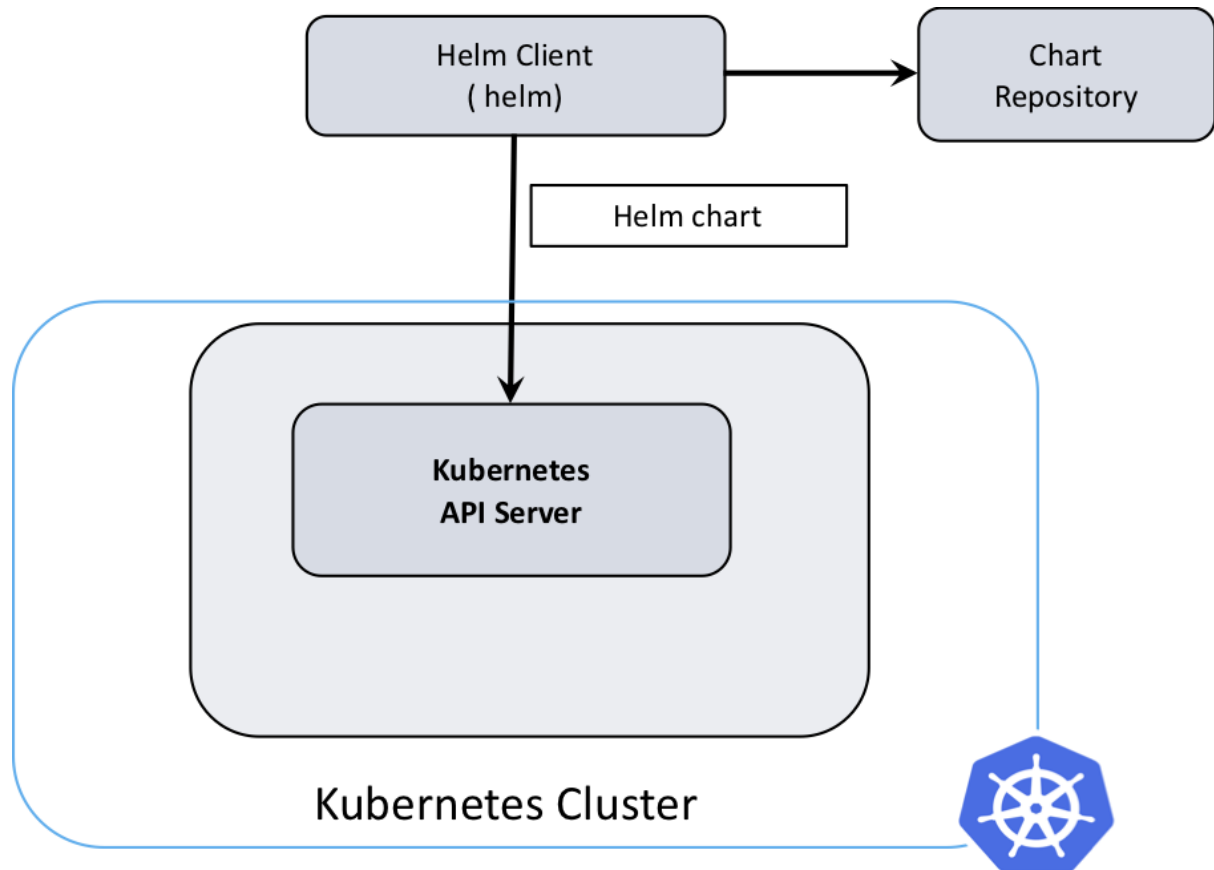 Helm Client
( helm)
Chart
Repository
Helm chart
Kubernetes
API Server
Kubernetes Cluster